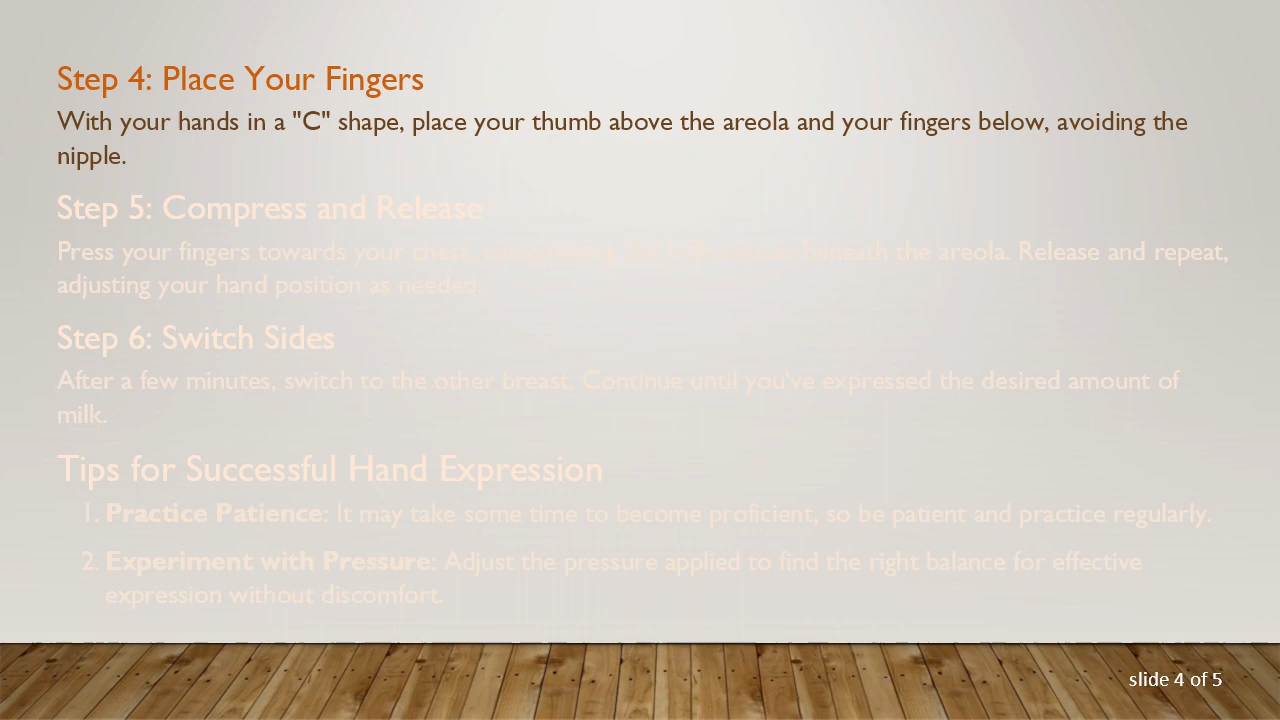 Step 4: Place Your Fingers
With your hands in a "C" shape, place your thumb above the areola and your fingers below, avoiding the
nipple.
Step 5: Compress and Release
Press your fingers towards your chest, compressing the milk ducts beneath the areola. Release and repeat,
adjusting your hand position as needed.
Step 6: Switch Sides
After a few minutes, switch to the other breast. Continue until you've expressed the desired amount of
milk.
Tips for Successful Hand Expression
1. Practice Patience: It may take some time to become proficient, so be patient and practice regularly.
2. Experiment with Pressure: Adjust the pressure applied to find the right balance for effective
expression without discomfort.
slide 4 of 5